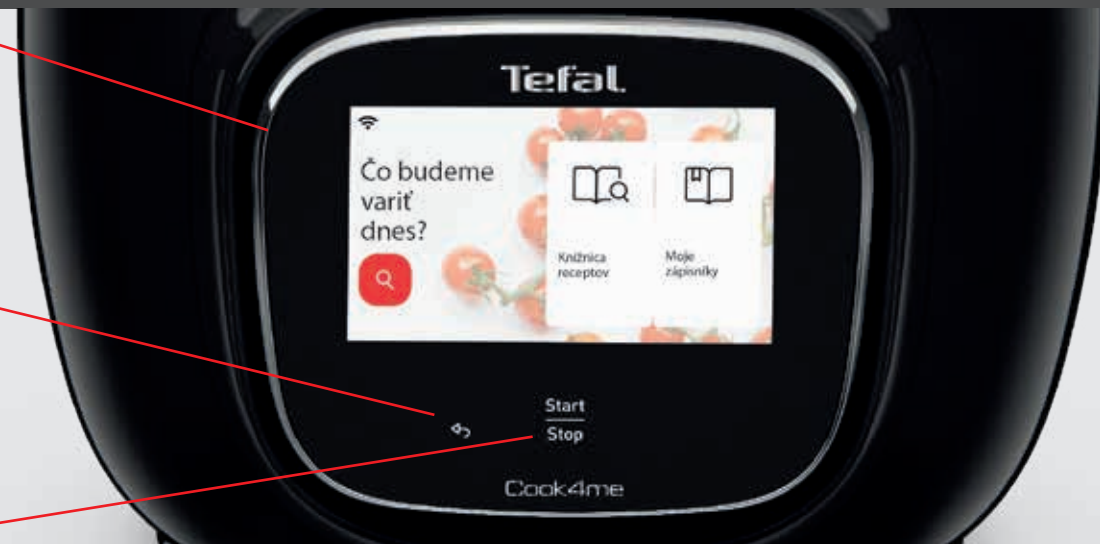 Tefal
Čo budeme
variť
dnes?
Knižnica
receptov
Moje
zápisníky
Start
Stop
Cook4me